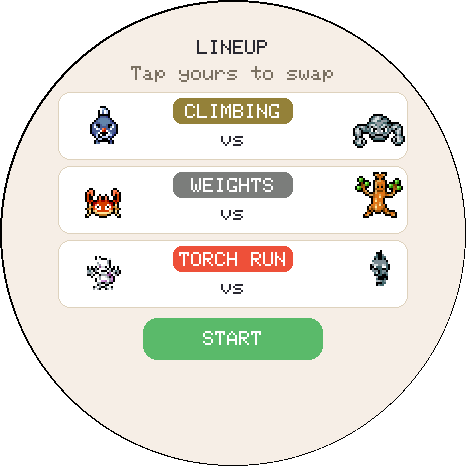 LINEUP
Tap yours to swap
CLIMBING
vs
WEIGHTS
vs
TORCH RUN
vs
START